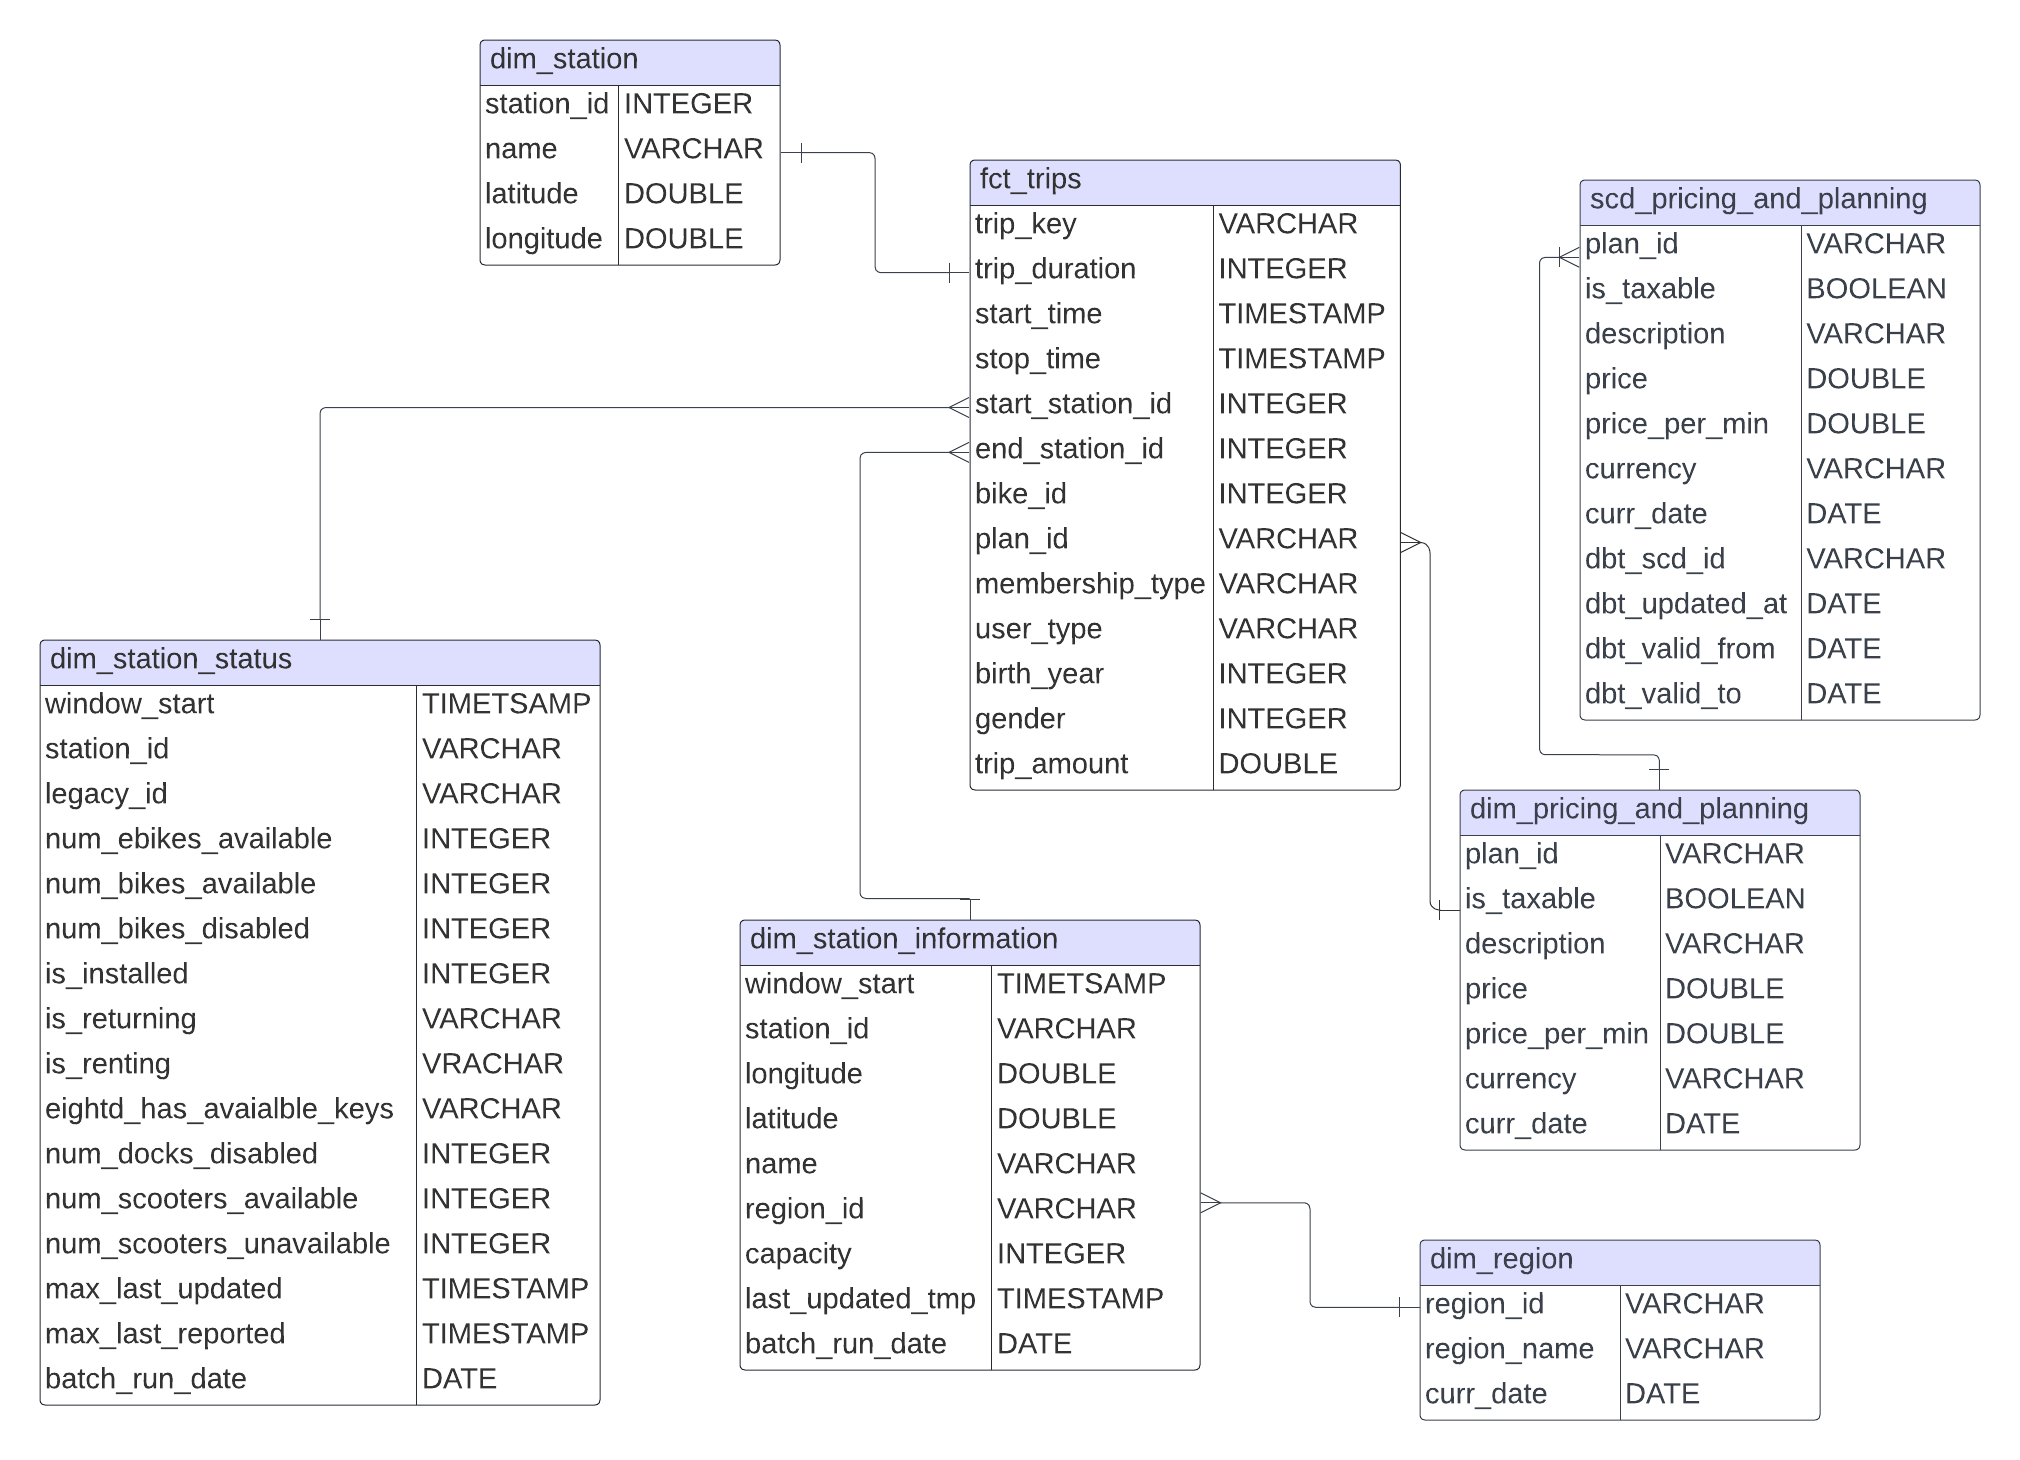 dim_station
station_id INTEGER
name VARCHAR
latitude DOUBLE
longitude DOUBLE
fct_trips
trip_key VARCHAR
trip_duration INTEGER
start_time TIMESTAMP
stop_time TIMESTAMP
start_station_id INTEGER
end_station_id INTEGER
bike_id INTEGER
plan_id VARCHAR
membership_type VARCHAR
user_type VARCHAR
birth_year INTEGER
gender INTEGER
trip_amount DOUBLE
scd_pricing_and_planning
plan_id VARCHAR
is_taxable BOOLEAN
description VARCHAR
price DOUBLE
price_per_min DOUBLE
currency VARCHAR
curr_date DATE
dbt_scd_id VARCHAR
dbt_updated_at DATE
dbt_valid_from DATE
dbt_valid_to DATE
dim_station_status
window_start TIMETSAMP
station_id VARCHAR
legacy_id VARCHAR
num_ebikes_available INTEGER
num_bikes_available INTEGER
num_bikes_disabled INTEGER
is_installed INTEGER
is_returning VARCHAR
is_renting VRACHAR
eightd_has_avaialble_keys VARCHAR
num_docks_disabled INTEGER
num_scooters_available INTEGER
num_scooters_unavailable INTEGER
max_last_updated TIMESTAMP
max_last_reported TIMESTAMP
batch_run_date DATE
dim_station_information
window_start TIMETSAMP
station_id VARCHAR
longitude DOUBLE
latitude DOUBLE
name VARCHAR
region_id VARCHAR
capacity INTEGER
last_updated_tmp TIMESTAMP
batch_run_date DATE
dim_pricing_and_planning
plan_id VARCHAR
is_taxable BOOLEAN
description VARCHAR
price DOUBLE
price_per_min DOUBLE
currency VARCHAR
curr_date DATE
dim_region
region_id VARCHAR
region_name VARCHAR
curr_date DATE